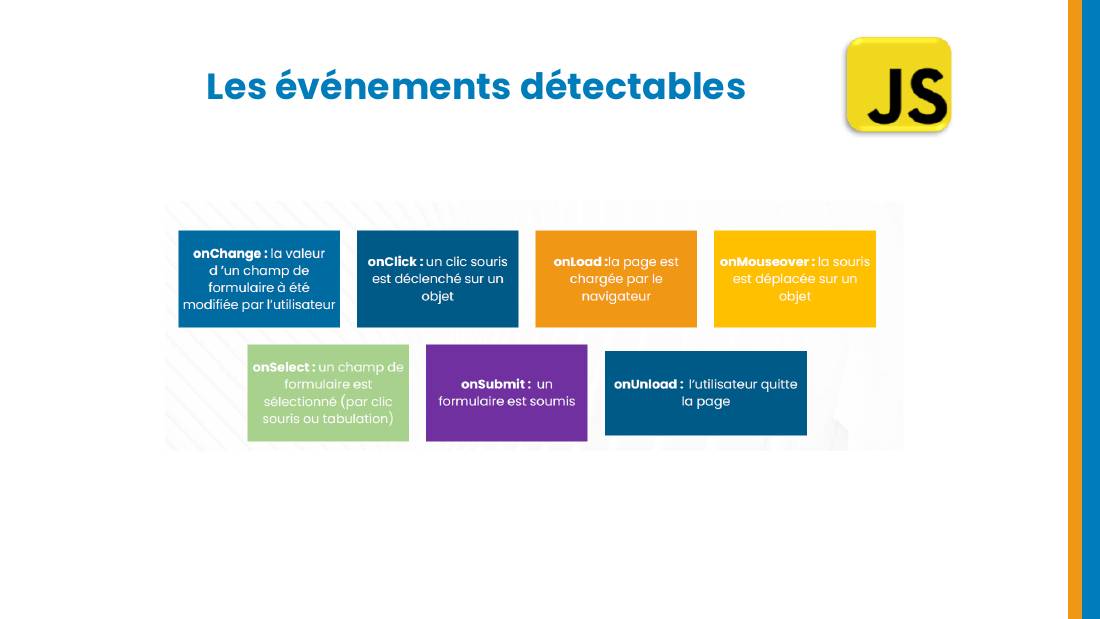 Les événements détectables
JS
onChange : la valeur
d 'un champ de
formulaire à été
modifiée par l'utilisateur
onClick : un clic souris
est déclenché sur un
objet
onLoad :la page est
chargée par le
navigateur
onMouseover : la souris
est déplacée sur un
objet
onSelect : un champ de
formulaire est
sélectionné (par clic
souris ou tabulation)
onSubmit : un
formulaire est soumis
onUnload : l'utilisateur quitte
la page